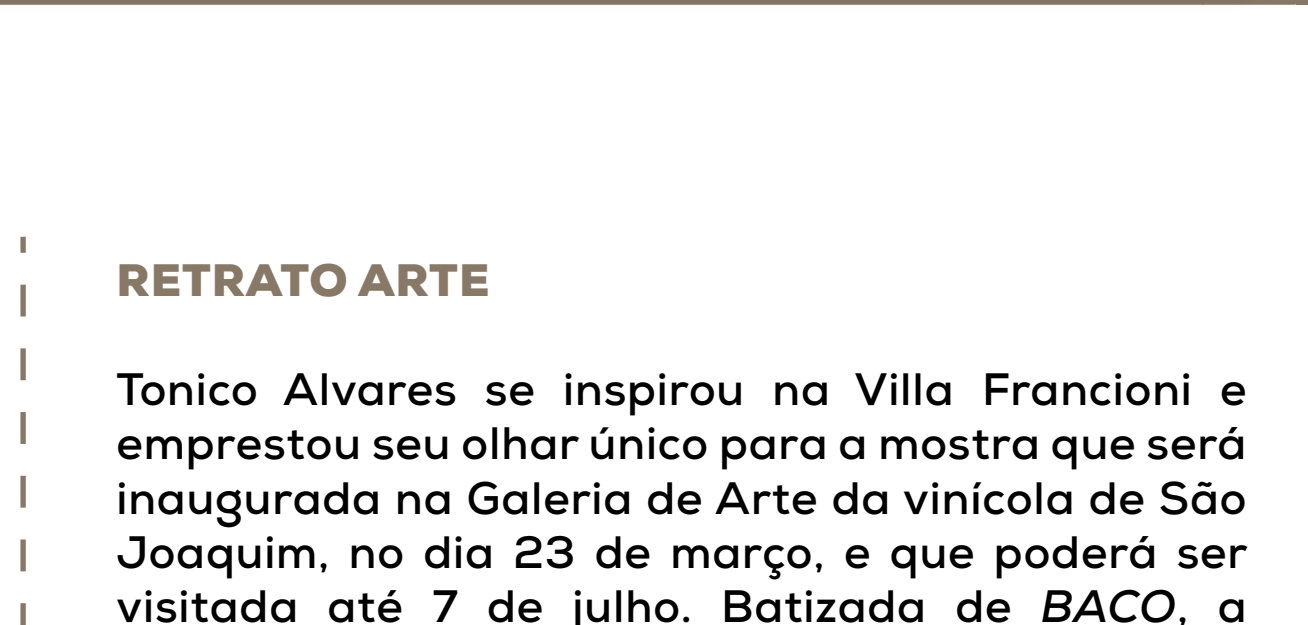 RETRATO ARTE
Tonico Alvares se inspirou na Villa Francioni e
emprestou seu olhar único para a mostra que será
inaugurada na Galeria de Arte da vinícola de São
Joaquim, no dia 23 de março, e que poderá ser
visitada até 7 de julho. Batizada de BACO, a